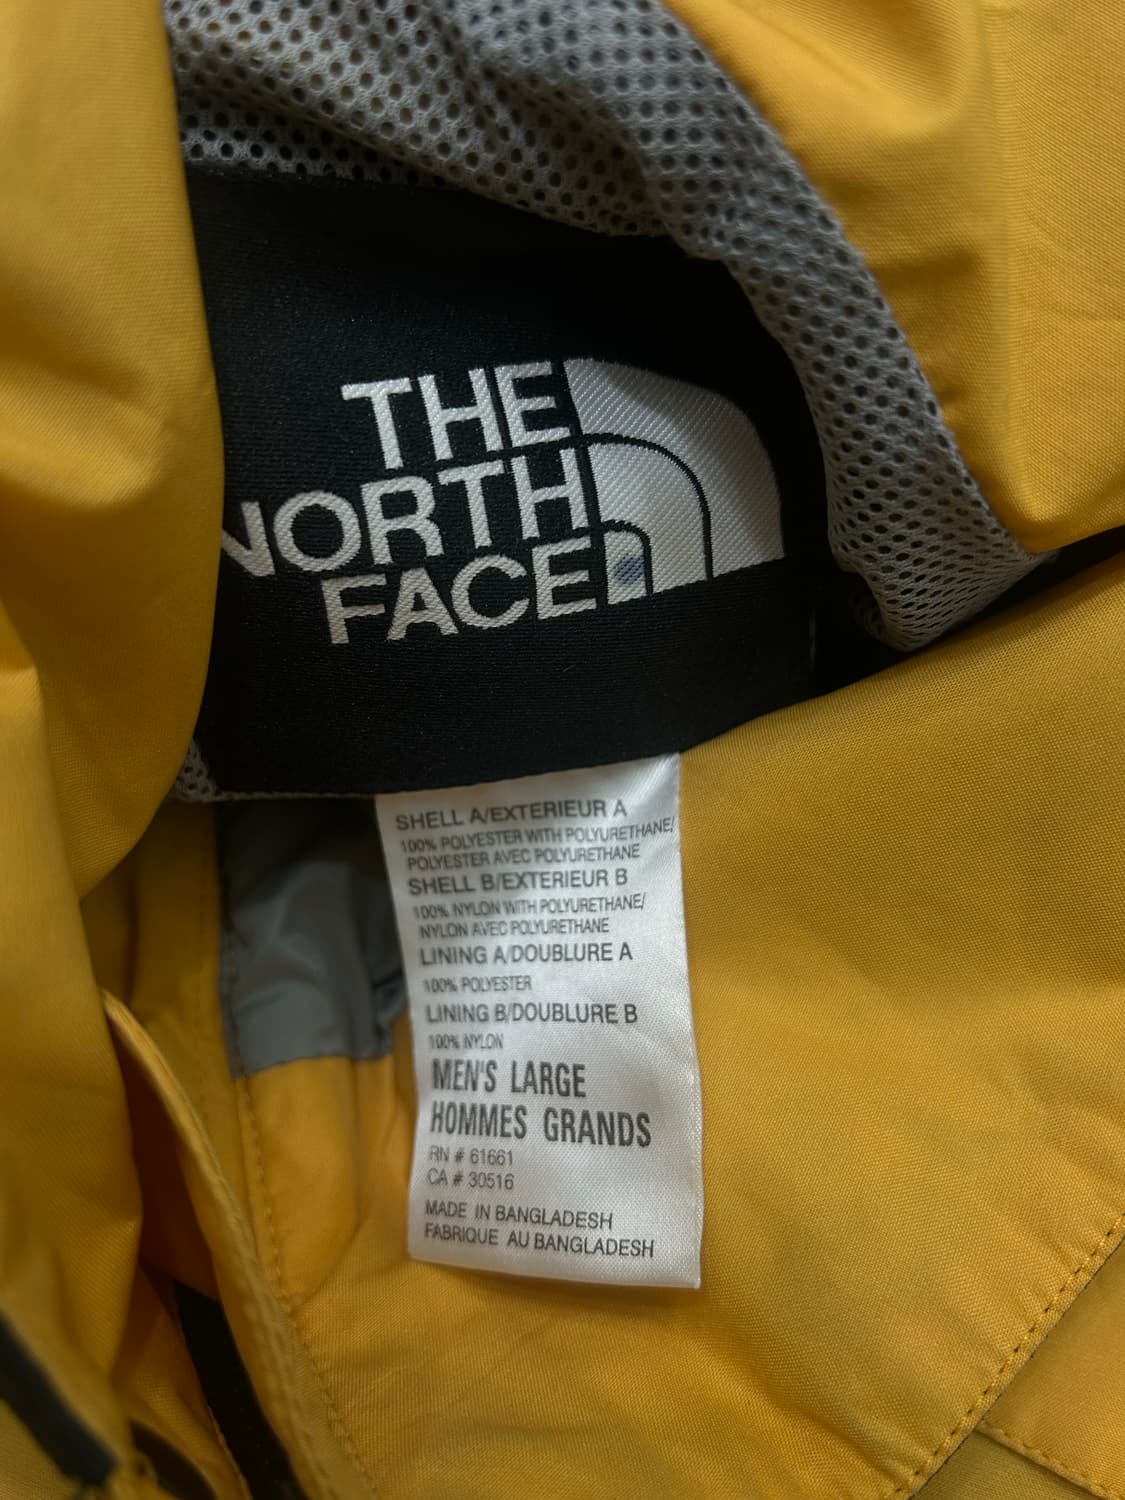 THE
NORTH
FACE
SHELL A/EXTERIEUR A
100% POLYESTER WITH POLYURETHANE/
POLYESTER AVEC POLYURETHANE
SHELL B/EXTERIEUR B
100% NYLON WITH POLYURETHANE/
NYLON AVEC POLYURETHANE
LINING A/DOUBLURE A
100% POLYESTER
LINING B/DOUBLURE B
100% NYLON
MEN'S LARGE
HOMMES GRANDS
RN # 61661
CA # 30516
MADE IN BANGLADESH
FABRIQUE AU BANGLADESH